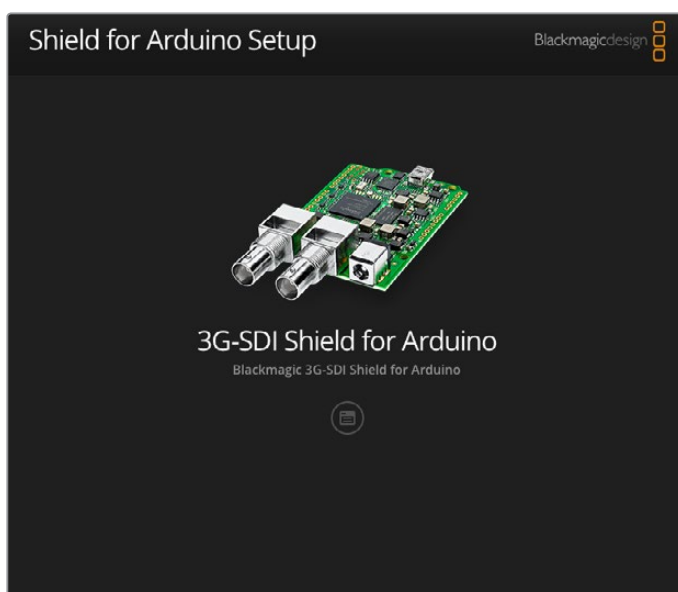 Shield for Arduino Setup
Blackmagicdesign
3G-SDI Shield for Arduino
Blackmagic 3G-SDI Shield for Arduino